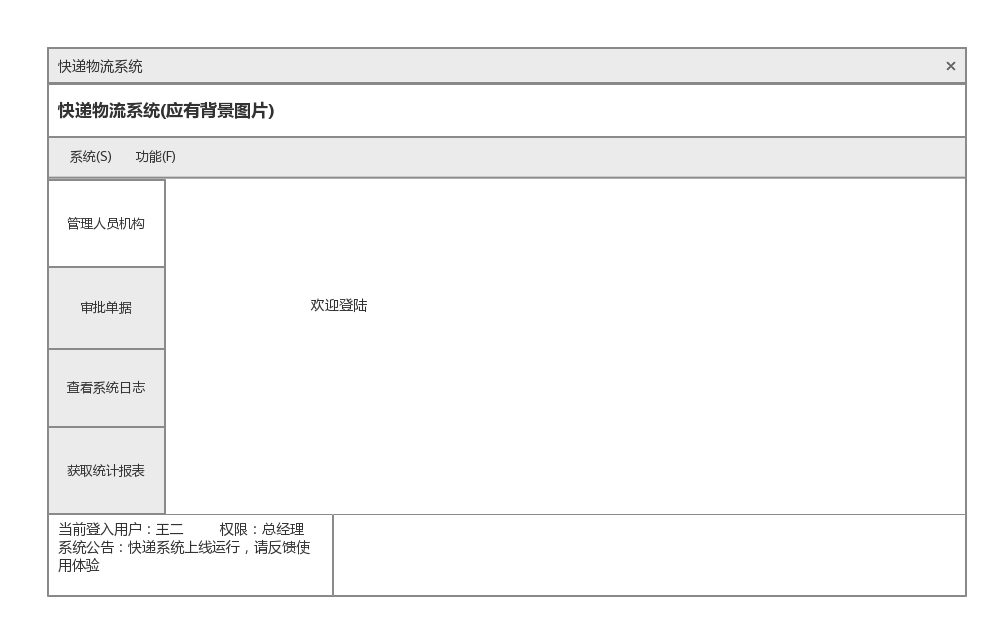 快递物流系统 ×
快递物流系统(应有背景图片)
系统(S) 功能(F)
管理人员机构
审批单据
欢迎登陆
查看系统日志
获取统计报表
当前登入用户：王二 权限：总经理
系统公告：快递系统上线运行，请反馈使
用体验